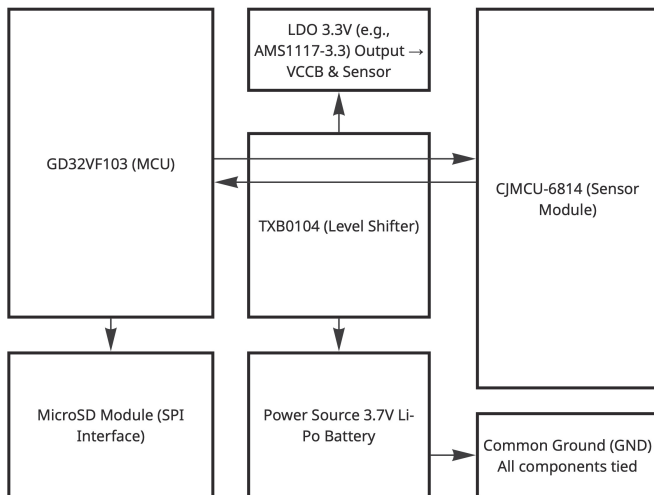 LDO 3.3V (e.g.,
AMS1117-3.3) Output →
VCCB & Sensor
GD32VF103 (MCU)
CJMCU-6814 (Sensor
Module)
TXB0104 (Level Shifter)
MicroSD Module (SPI
Interface)
Power Source 3.7V Li-
Po Battery
Common Ground (GND)
All components tied